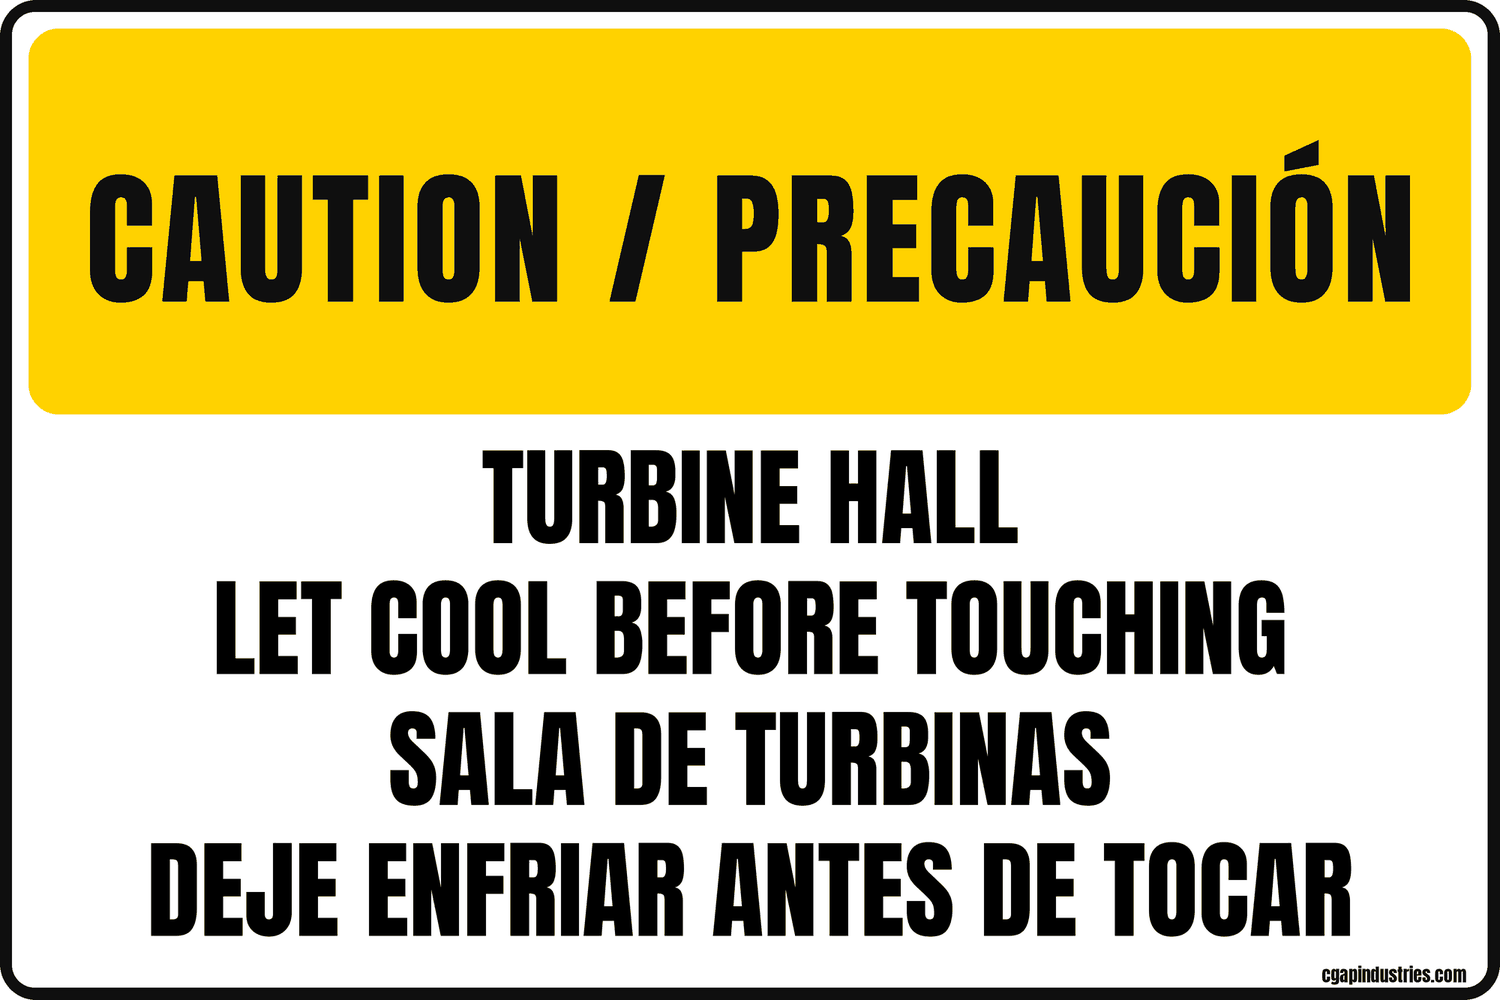 CAUTION / PRECAUCIÓN
TURBINE HALL
LET COOL BEFORE TOUCHING
SALA DE TURBINAS
DEJE ENFRIAR ANTES DE TOCAR
cgapindustries.com